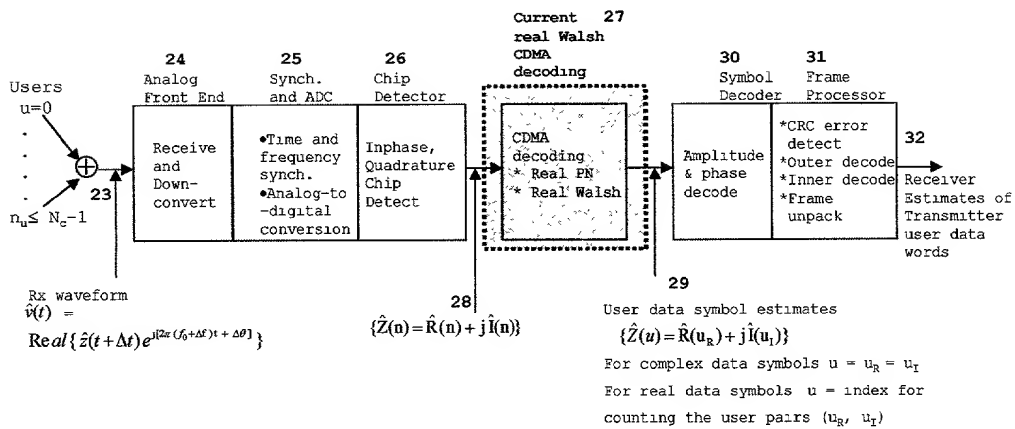 Current 27
real Walsh
CDMA
decoding
24
Analog
Front End
25
Synch.
and ADC
26
Chip
Detector
30
Symbol
Decoder
31
Frame
Processor
Users
u=0
.
.
.
.
n_u ≤ N_c-1
23
Receive
and
Down-
convert
•Time and
frequency
synch.
•Analog-to
-digital
conversion
Inphase,
Quadrature
Chip
Detect
CDMA
decoding
* Real PN
* Real Walsh
Amplitude
& phase
decode
*CRC error
detect
*Outer decode
*Inner decode
*Frame
unpack
32
Receiver
Estimates of
Transmitter
user data
words
Rx waveform
v̂(t) =
Real{ẑ(t+Δt)e^{j[2π(f₀+Δf)t+Δθ]}}
28
{Ẑ(n)=R̂(n)+jÎ(n)}
29
User data symbol estimates
{Ẑ(u)=R̂(u_R)+jÎ(u_I)}
For complex data symbols u = u_R = u_I
For real data symbols u = index for
counting the user pairs (u_R, u_I)